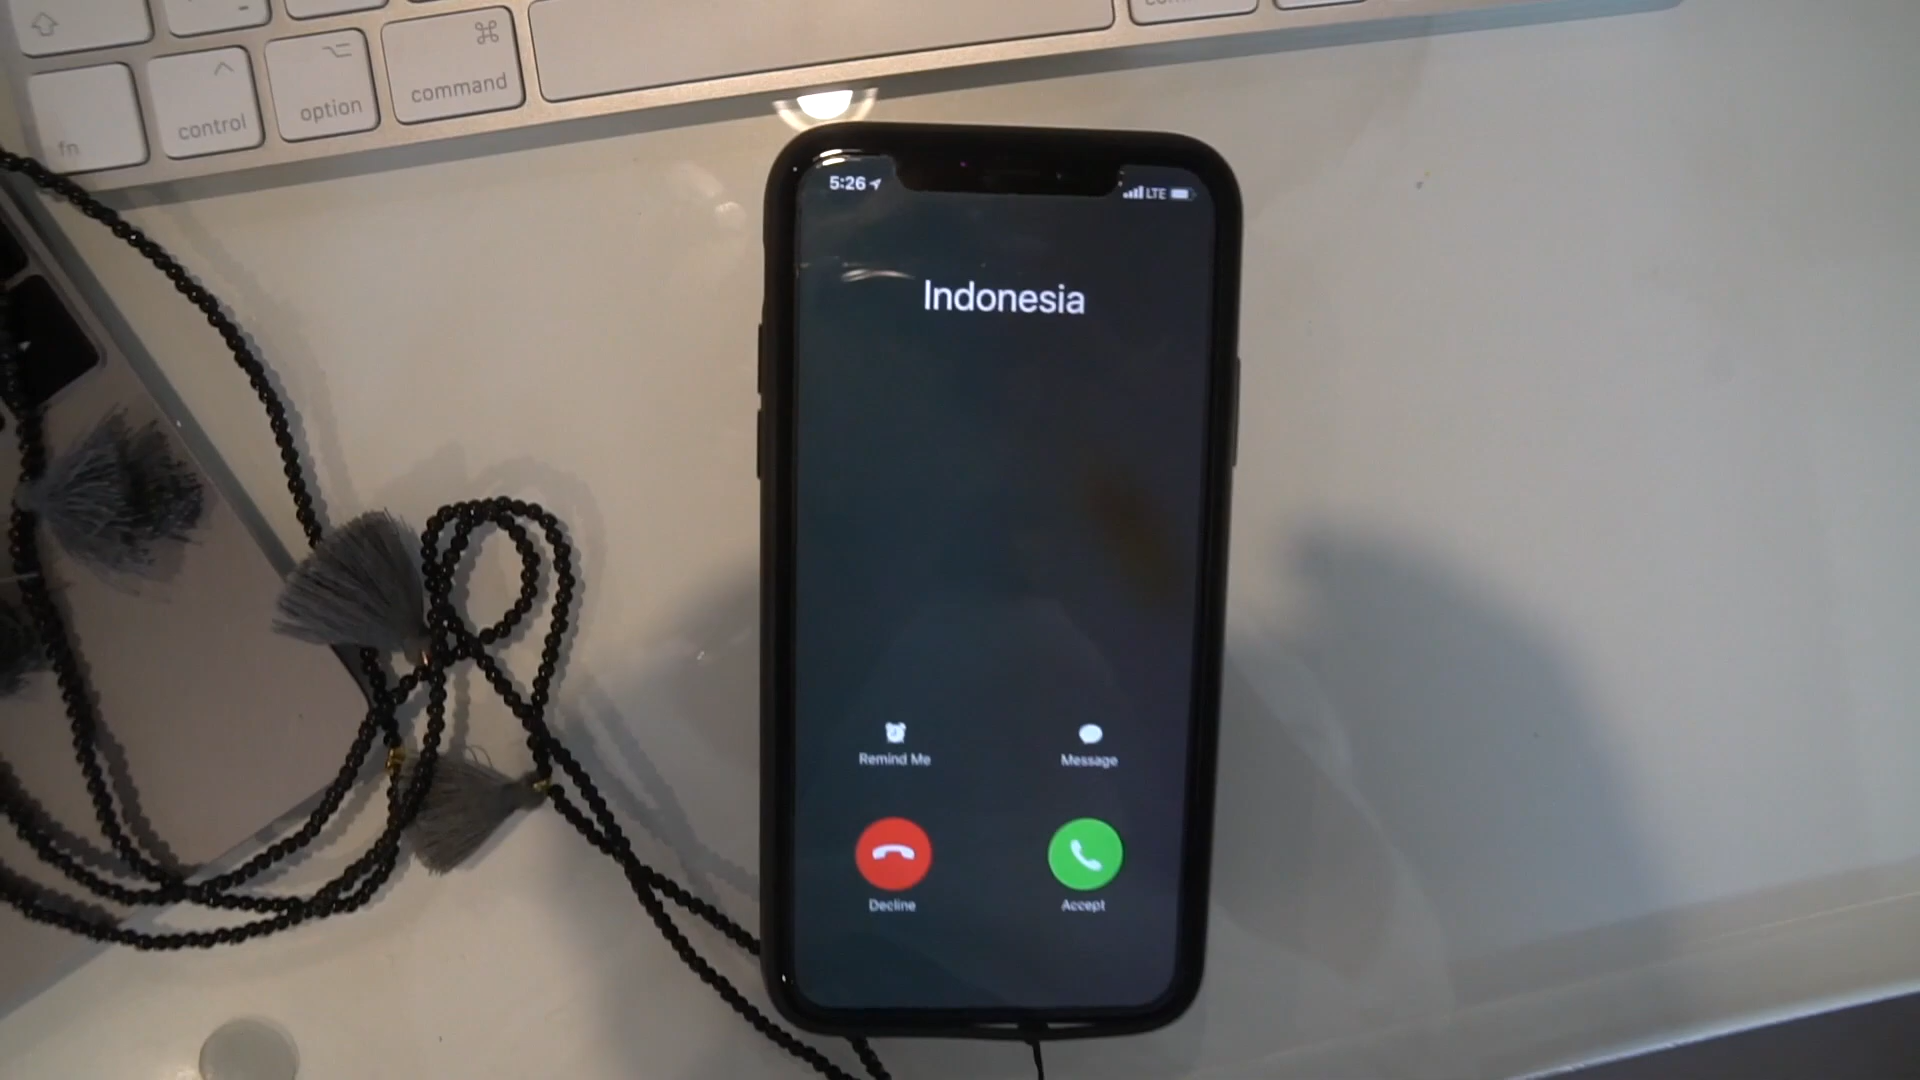 fn
control
option
command
5:26
LTE
Indonesia
Remind Me
Message
Decline
Accept